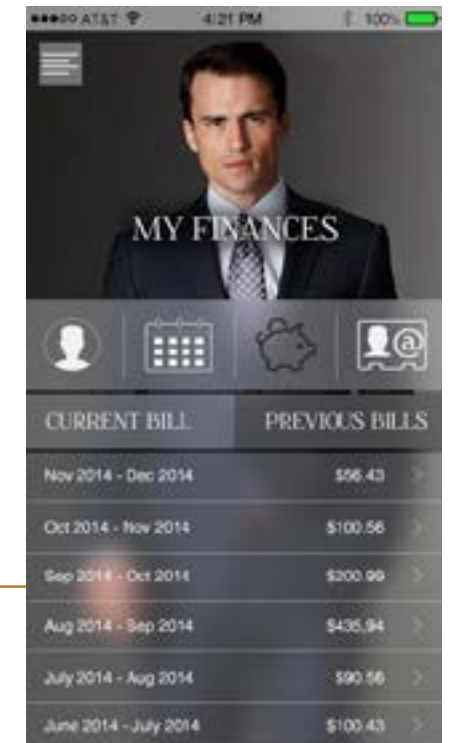 AT&T 4:21 PM 100%
MY FINANCES
@
CURRENT BILL PREVIOUS BILLS
Nov 2014 - Dec 2014 $56.43
Oct 2014 - Nov 2014 $100.56
Sep 2014 - Oct 2014 $200.99
Aug 2014 - Sep 2014 $435.94
July 2014 - Aug 2014 $90.56
June 2014 - July 2014 $100.43